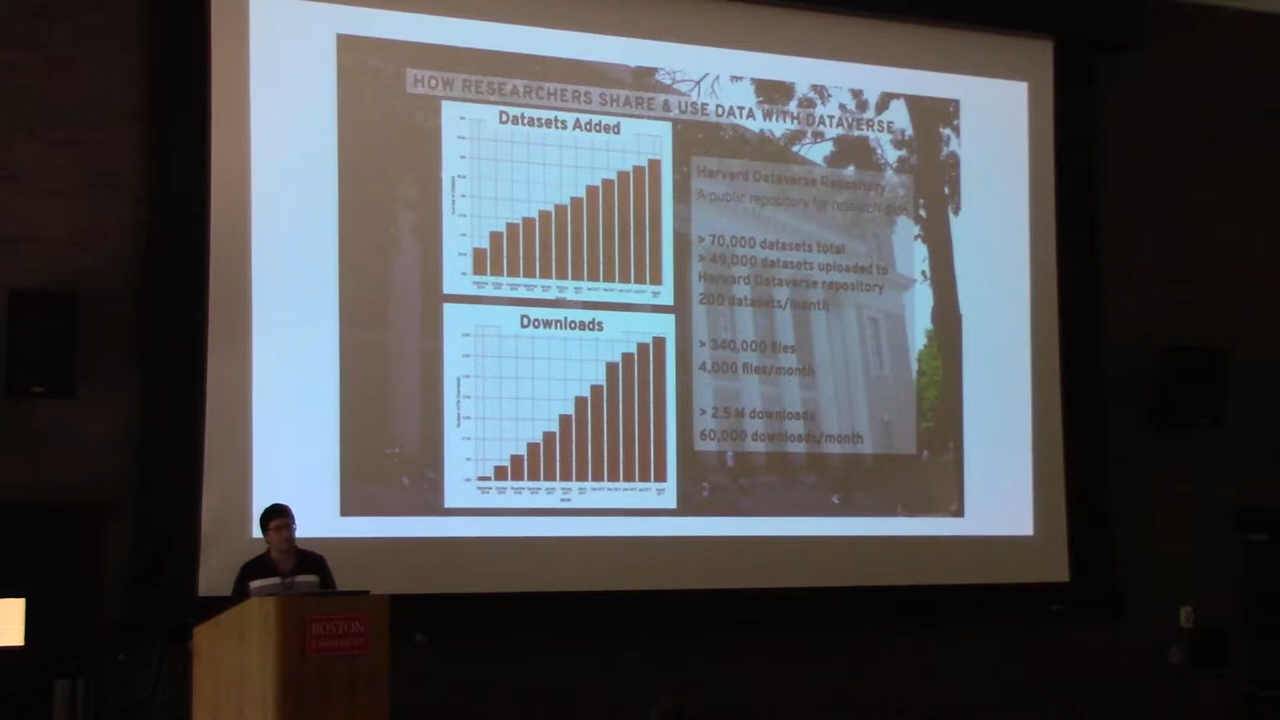 HOW RESEARCHERS SHARE & USE DATA WITH DATAVERSE
Datasets Added
Downloads
Harvard Dataverse Repository
A public repository for research data
> 70,000 datasets total
> 49,000 datasets uploaded to
Harvard Dataverse repository
200 datasets/month
> 340,000 files
4,000 files/month
> 2.5 M downloads
60,000 downloads/month
BOSTON
UNIVERSITY